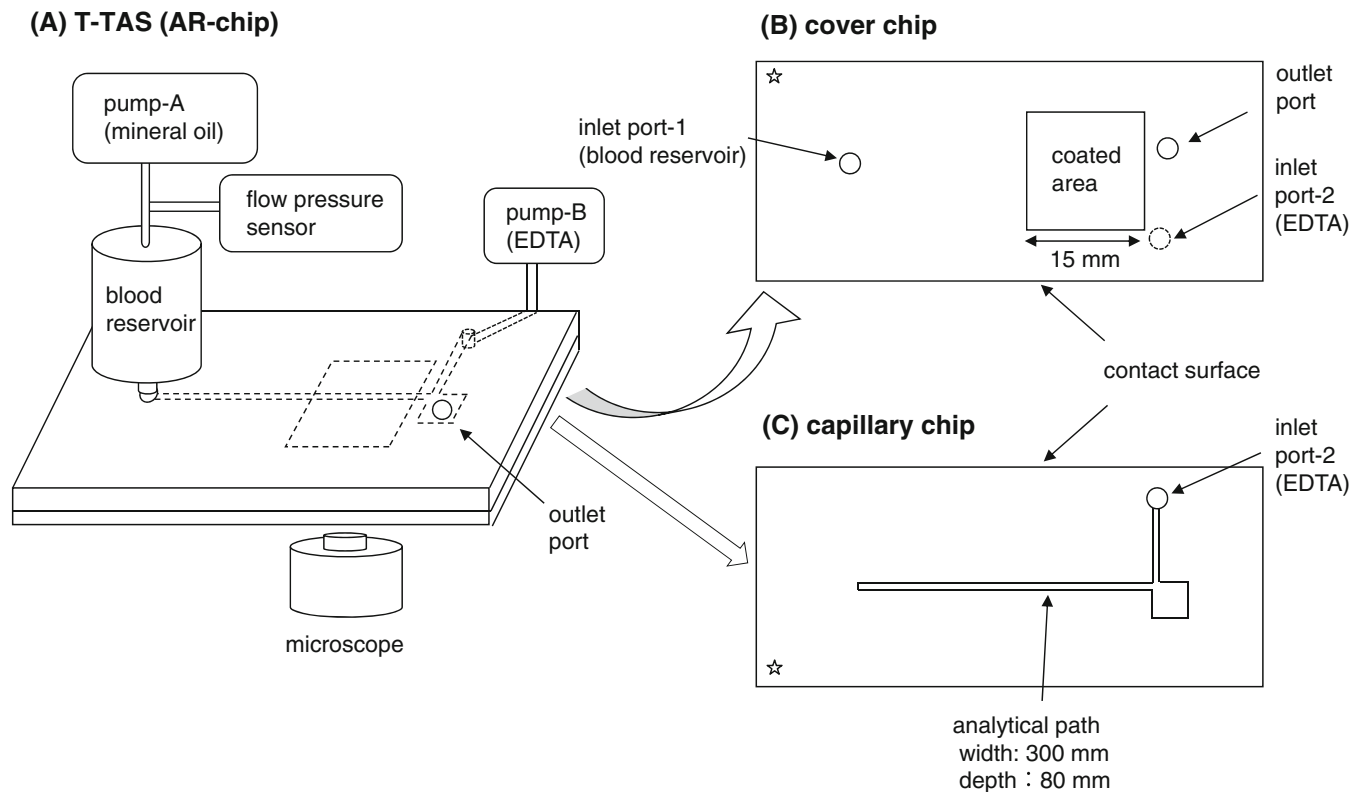 (A) T-TAS (AR-chip)
pump-A
(mineral oil)
flow pressure
sensor
pump-B
(EDTA)
blood
reservoir
outlet
port
microscope
(B) cover chip
inlet port-1
(blood reservoir)
coated
area
15 mm
outlet
port
inlet
port-2
(EDTA)
contact surface
(C) capillary chip
inlet
port-2
(EDTA)
analytical path
width: 300 mm
depth : 80 mm